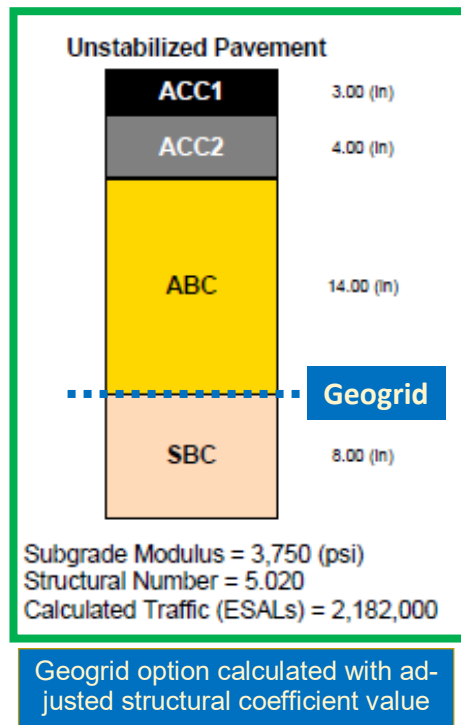 Unstabilized Pavement
ACC1 3.00 (in)
ACC2 4.00 (in)
ABC 14.00 (in)
Geogrid
SBC 8.00 (in)
Subgrade Modulus = 3,750 (psi)
Structural Number = 5.020
Calculated Traffic (ESALs) = 2,182,000
Geogrid option calculated with ad-
justed structural coefficient value